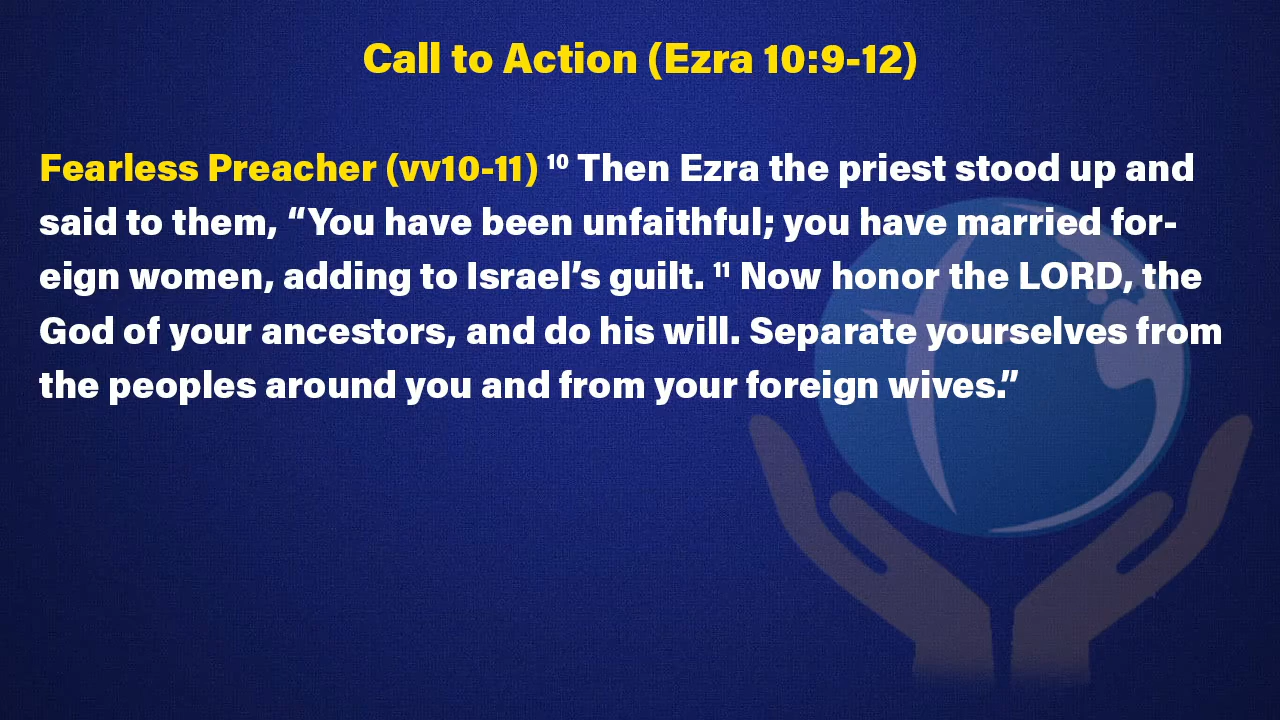 Call to Action (Ezra 10:9-12)
Fearless Preacher (vv10-11) ¹⁰ Then Ezra the priest stood up and
said to them, “You have been unfaithful; you have married for-
eign women, adding to Israel’s guilt. ¹¹ Now honor the LORD, the
God of your ancestors, and do his will. Separate yourselves from
the peoples around you and from your foreign wives.”